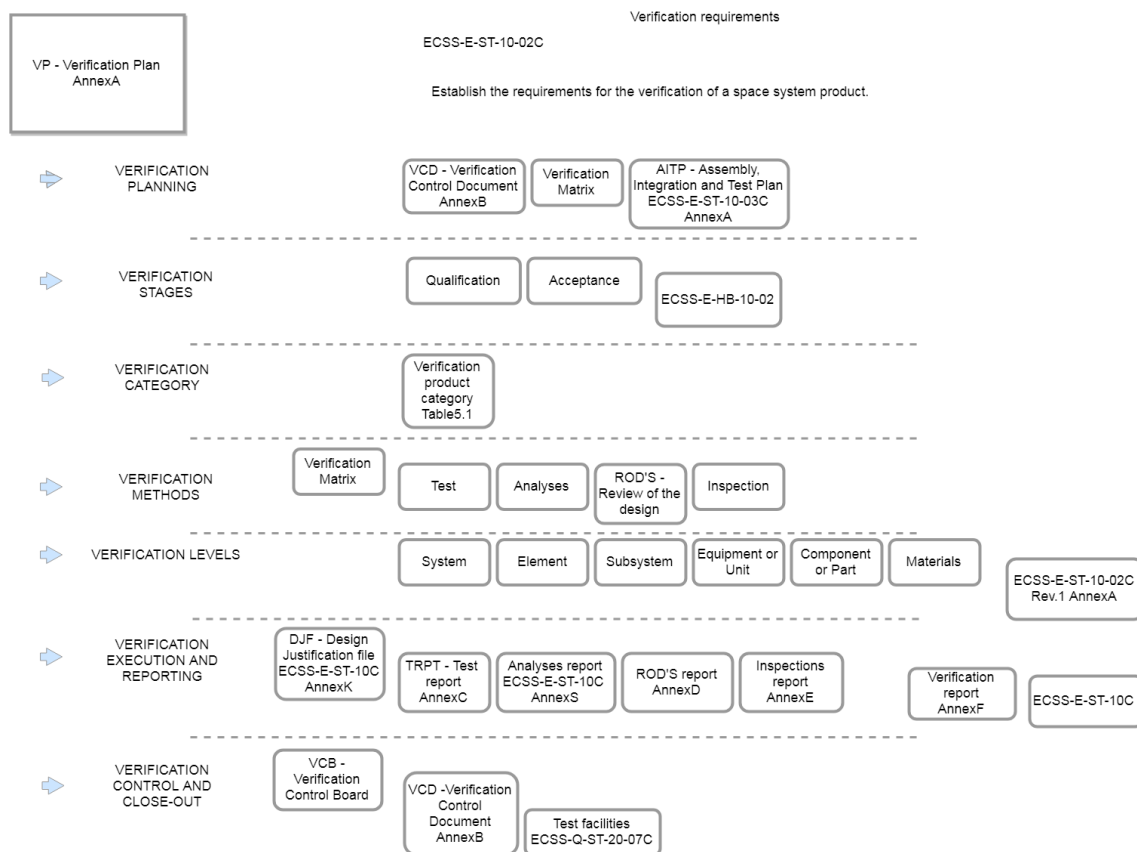 Verification requirements
ECSS-E-ST-10-02C
VP - Verification Plan
AnnexA
Establish the requirements for the verification of a space system product.
VERIFICATION
PLANNING
VCD - Verification
Control Document
AnnexB
Verification
Matrix
AITP - Assembly,
Integration and Test Plan
ECSS-E-ST-10-03C
AnnexA
VERIFICATION
STAGES
Qualification
Acceptance
ECSS-E-HB-10-02
VERIFICATION
CATEGORY
Verification
product
category
Table5.1
VERIFICATION
METHODS
Verification
Matrix
Test
Analyses
ROD'S -
Review of the
design
Inspection
VERIFICATION LEVELS
System
Element
Subsystem
Equipment or
Unit
Component
or Part
Materials
ECSS-E-ST-10-02C
Rev.1 AnnexA
VERIFICATION
EXECUTION AND
REPORTING
DJF - Design
Justification file
ECSS-E-ST-10C
AnnexK
TRPT - Test
report
AnnexC
Analyses report
ECSS-E-ST-10C
AnnexS
ROD'S report
AnnexD
Inspections
report
AnnexE
Verification
report
AnnexF
ECSS-E-ST-10C
VERIFICATION
CONTROL AND
CLOSE-OUT
VCB -
Verification
Control Board
VCD -Verification
Control
Document
AnnexB
Test facilities
ECSS-Q-ST-20-07C